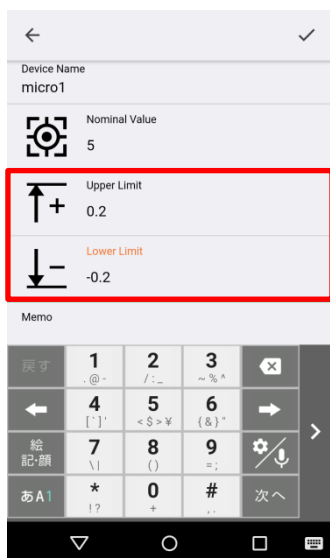 Device Name
micro1
Nominal Value
5
Upper Limit
+ 0.2
Lower Limit
-0.2
Memo
戻す 1 2 3
.@- /:_ ~%^
4 5 6
[`]' <$>¥ {&}"
絵
記・顔 7 8 9
\| () =;
あA1 * 0 # 次へ
!? + ,.